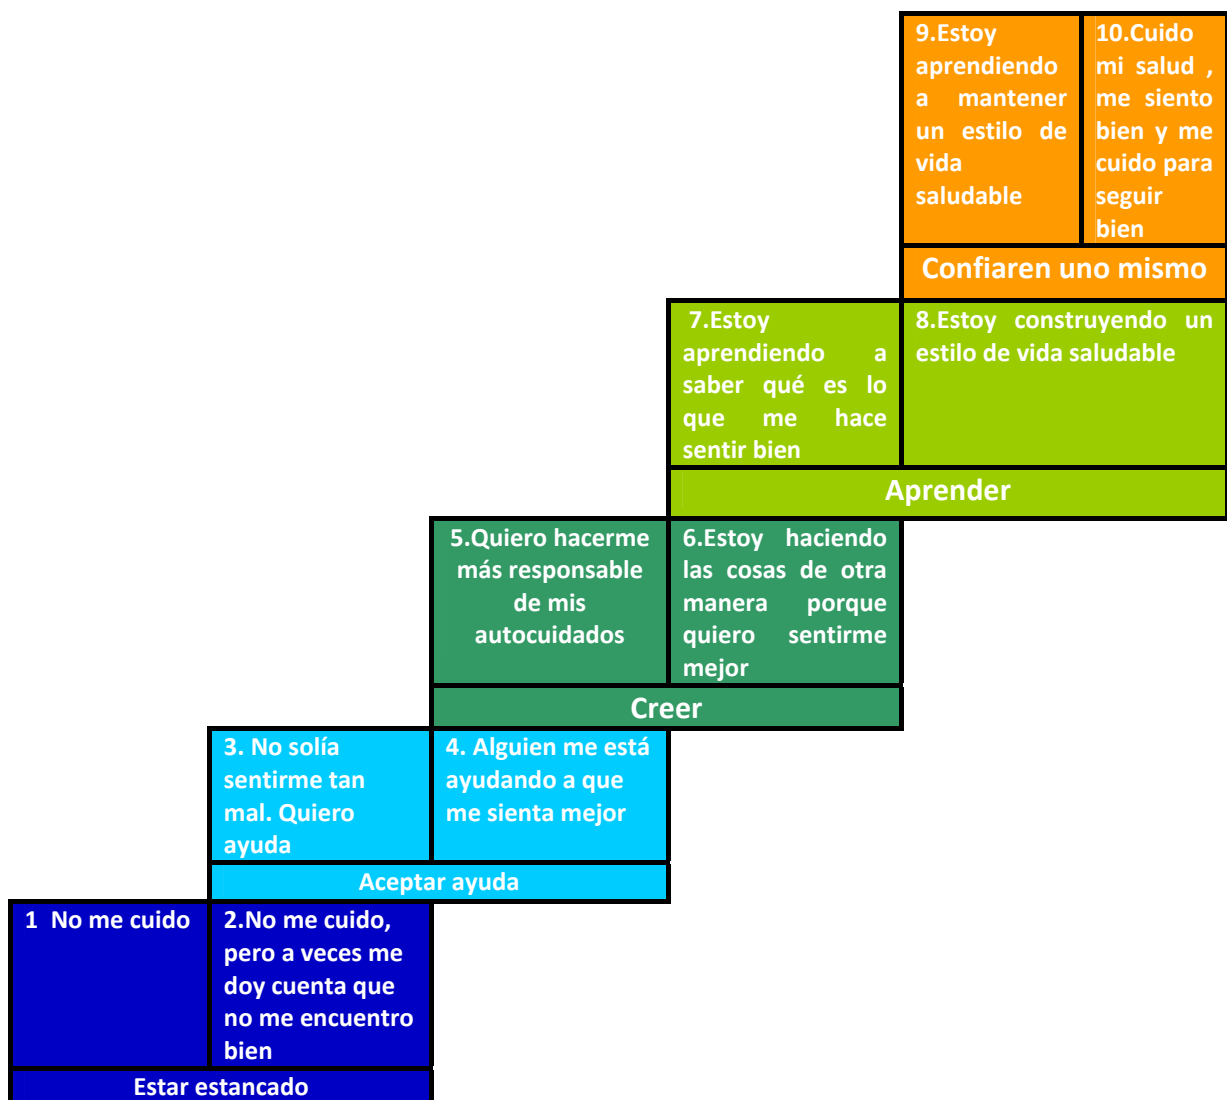 9.Estoy
aprendiendo
a mantener
un estilo de
vida
saludable
10.Cuido
mi salud ,
me siento
bien y me
cuido para
seguir
bien
Confiaren uno mismo
7.Estoy
aprendiendo a
saber qué es lo
que me hace
sentir bien
8.Estoy construyendo un
estilo de vida saludable
Aprender
5.Quiero hacerme
más responsable
de mis
autocuidados
6.Estoy haciendo
las cosas de otra
manera porque
quiero sentirme
mejor
Creer
3. No solía
sentirme tan
mal. Quiero
ayuda
4. Alguien me está
ayudando a que
me sienta mejor
Aceptar ayuda
1 No me cuido
2.No me cuido,
pero a veces me
doy cuenta que
no me encuentro
bien
Estar estancado